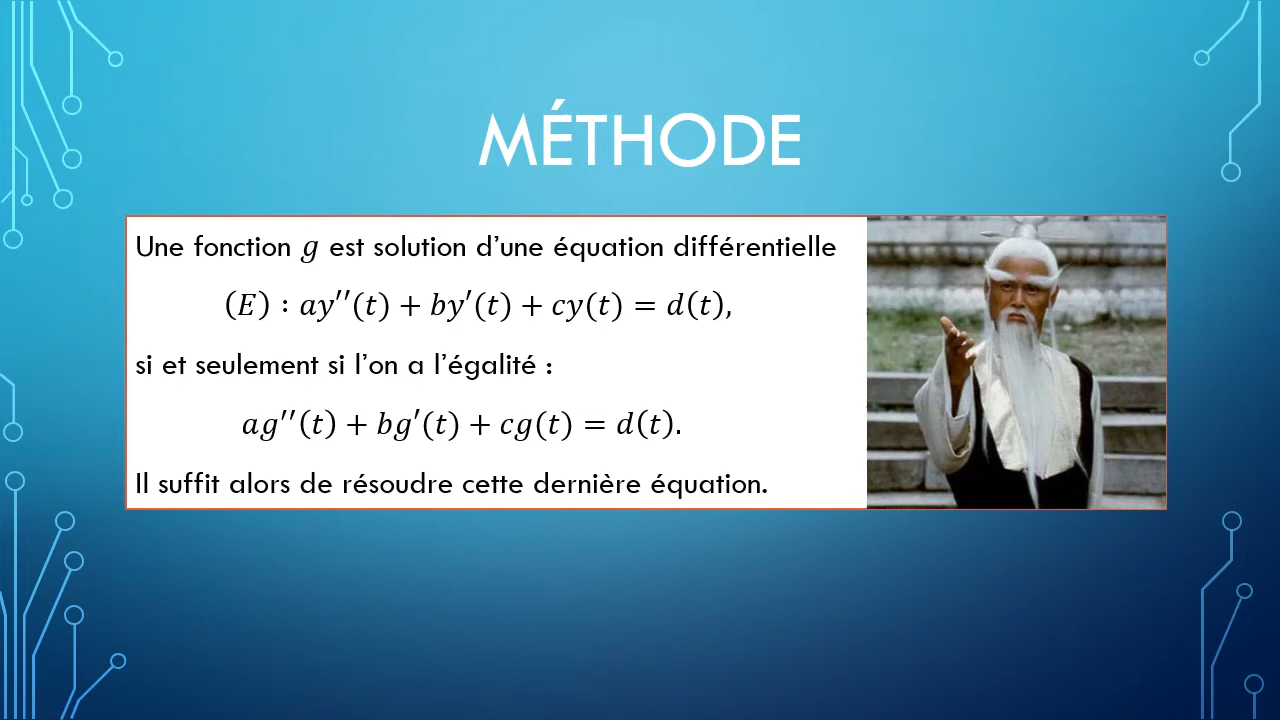 MÉTHODE
Une fonction g est solution d’une équation différentielle
(E) : ay′′(t) + by′(t) + cy(t) = d(t),
si et seulement si l’on a l’égalité :
ag′′(t) + bg′(t) + cg(t) = d(t).
Il suffit alors de résoudre cette dernière équation.